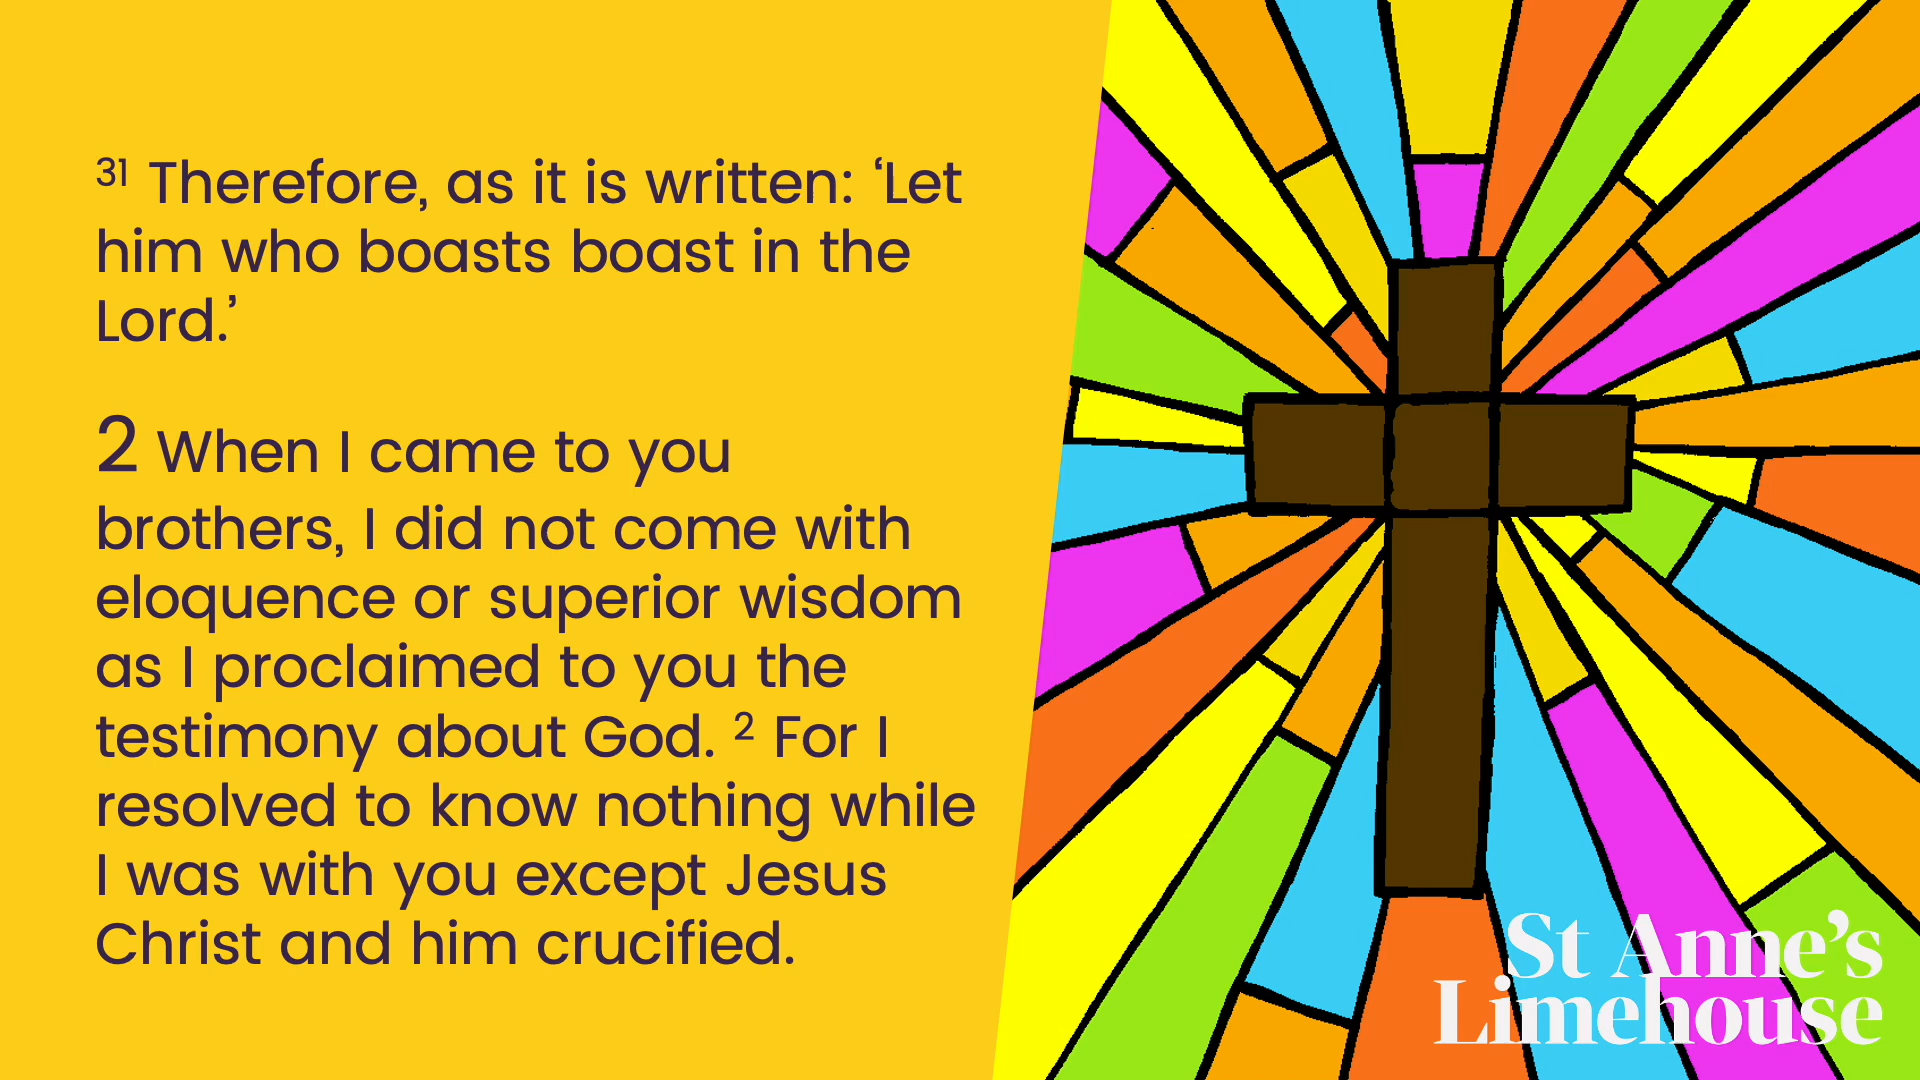 31 Therefore, as it is written: ‘Let
him who boasts boast in the
Lord.’
2 When I came to you
brothers, I did not come with
eloquence or superior wisdom
as I proclaimed to you the
testimony about God. 2 For I
resolved to know nothing while
I was with you except Jesus
Christ and him crucified.
St Anne’s
Limehouse